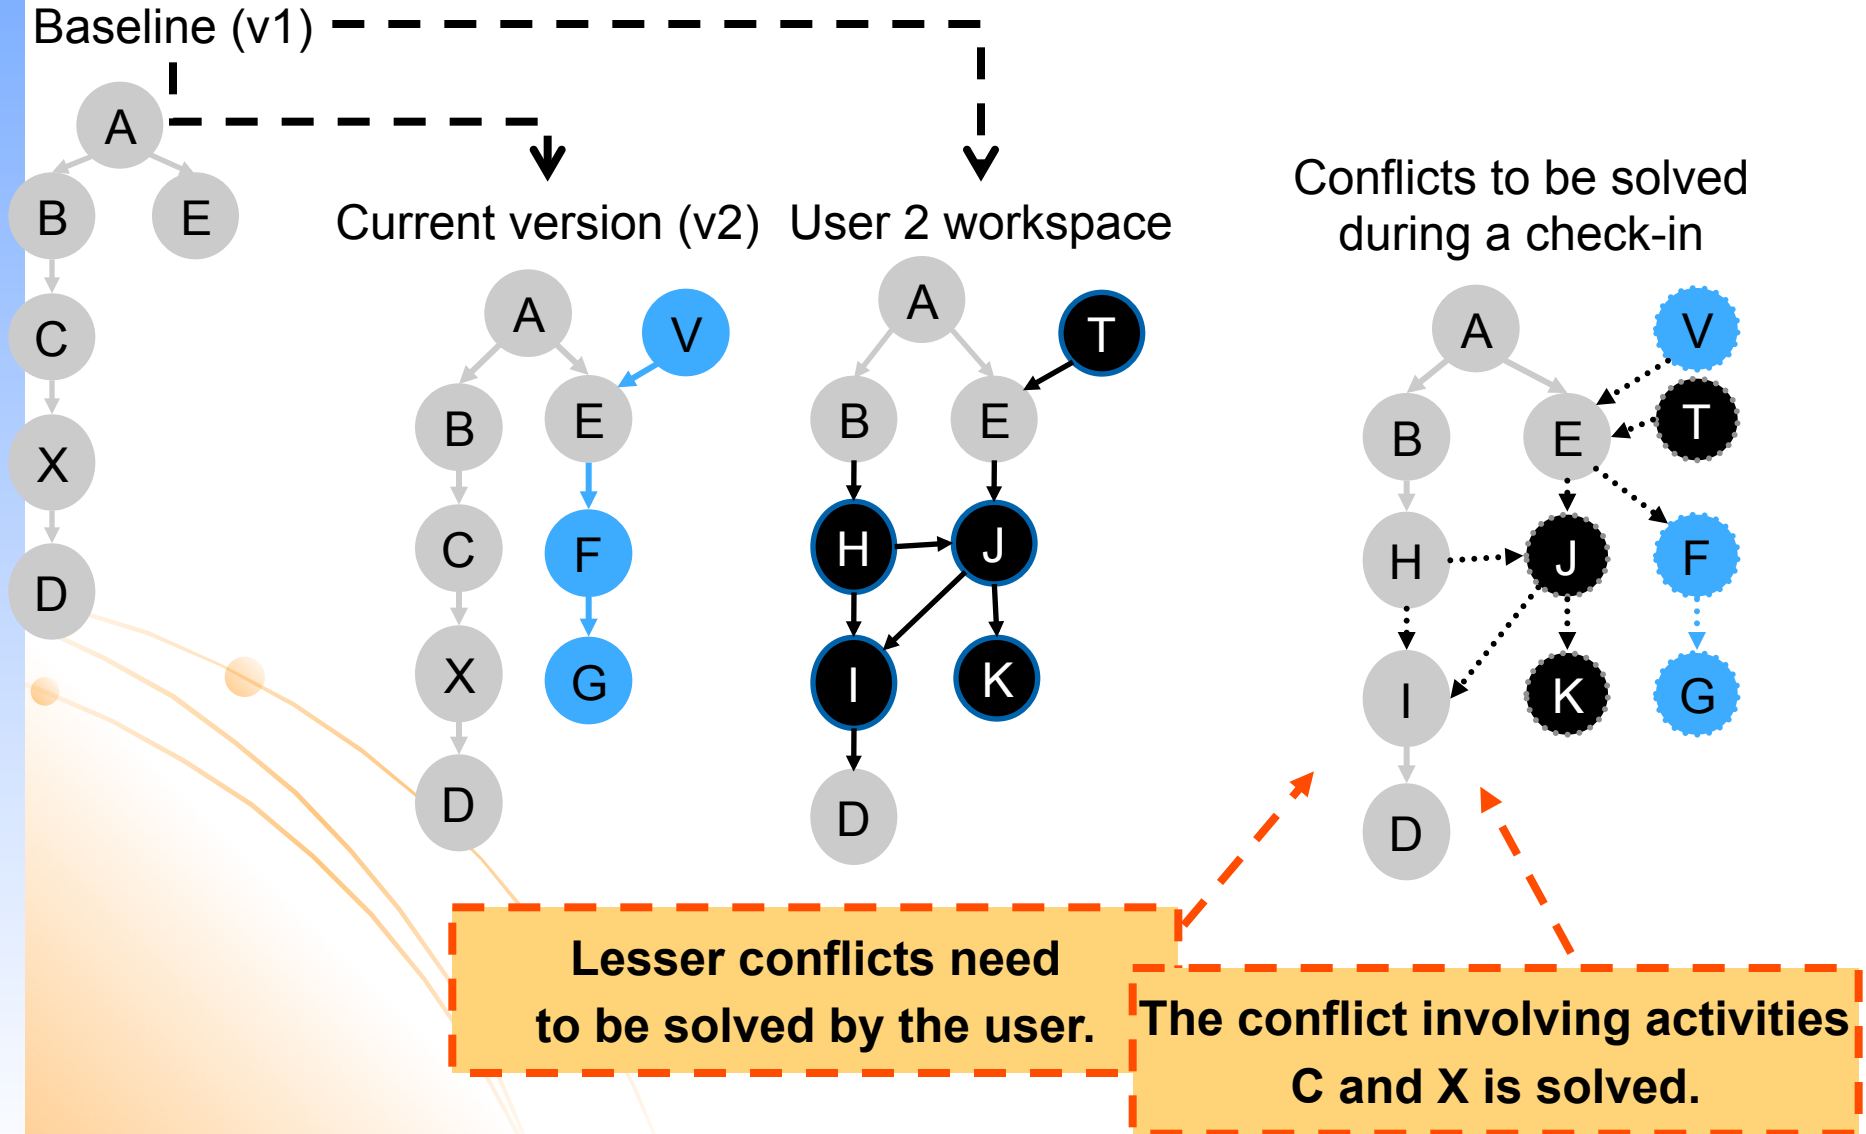 Baseline (v1)
A
B
E
C
X
D
Current version (v2)
A
V
B
E
C
F
X
G
D
User 2 workspace
A
T
B
E
H
J
I
K
D
Conflicts to be solved
during a check-in
A
V
T
B
E
H
J
F
I
K
G
D
Lesser conflicts need
to be solved by the user.
The conflict involving activities
C and X is solved.